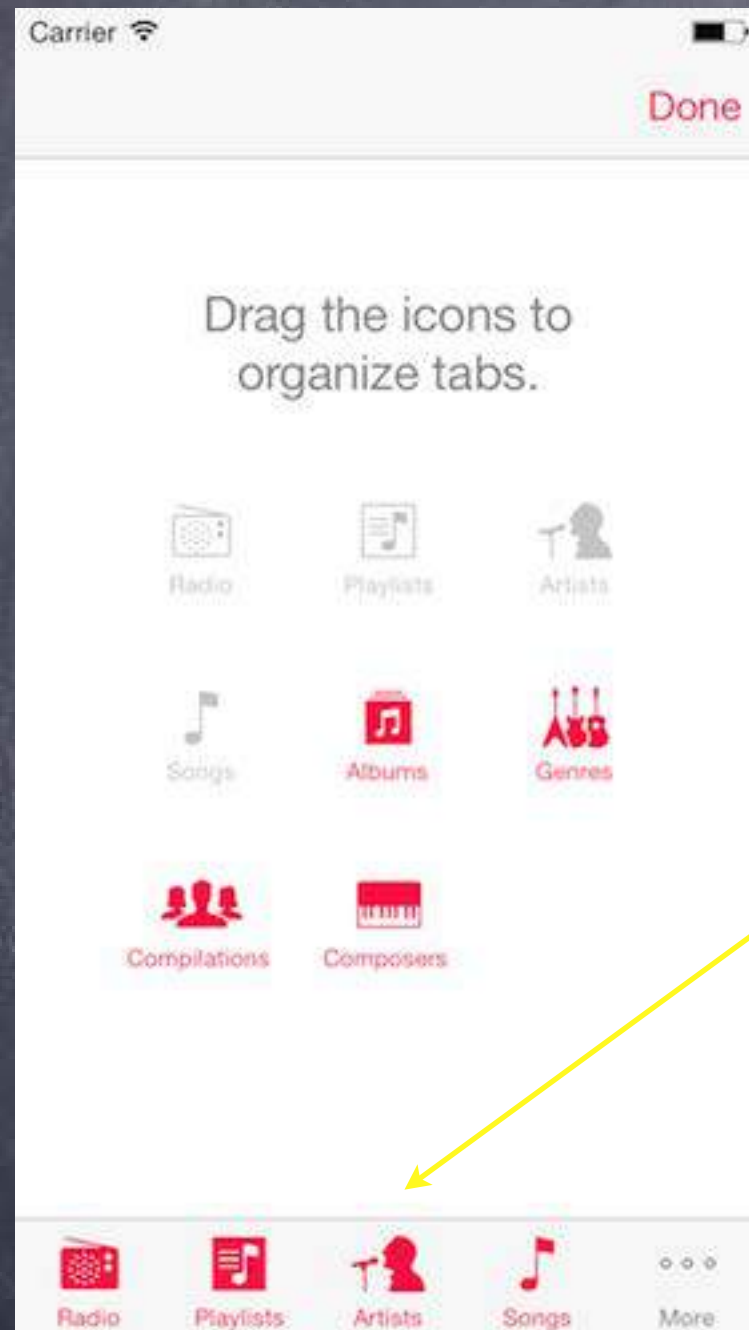 Carrier
Done
Drag the icons to
organize tabs.
Radio Playlists Artists
Songs Albums Genres
Compilations Composers
Radio Playlists Artists Songs More